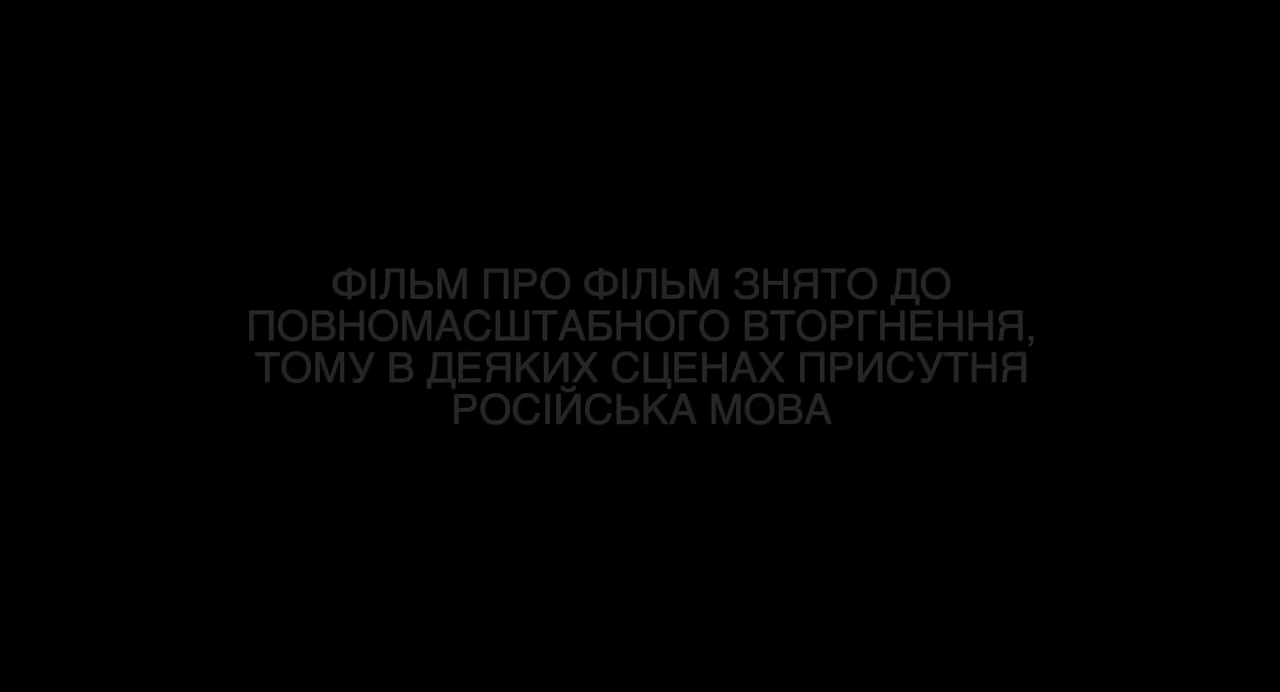 ФІЛЬМ ПРО ФІЛЬМ ЗНЯТО ДО
ПОВНОМАСШТАБНОГО ВТОРГНЕННЯ,
ТОМУ В ДЕЯКИХ СЦЕНАХ ПРИСУТНЯ
РОСІЙСЬКА МОВА